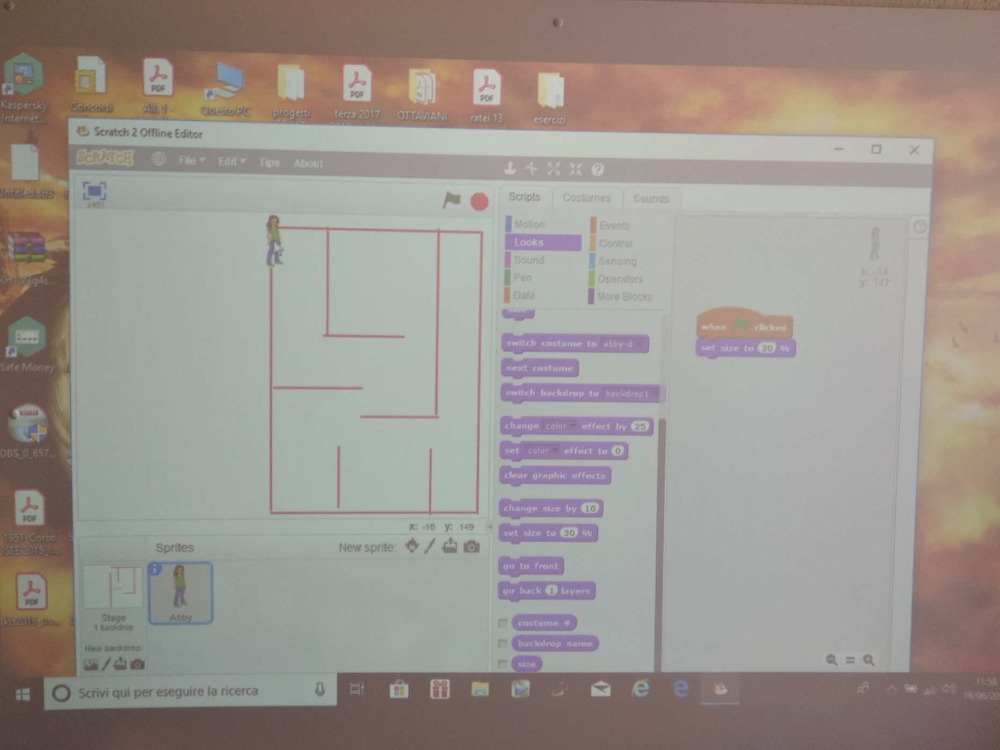 Kaspersky
Internet...
Concorsi
All. 1 -
Questo PC
progetti
terza 2017
OTTAVIANI
ratei 13
esercizi
PDF
PDF
PDF
Scratch 2 Offline Editor
SCRATCH
File
Edit
Tips
About
v461
Scripts
Costumes
Sounds
Motion
Events
Looks
Control
Sound
Sensing
Pen
Operators
Data
More Blocks
x: -14
y: 147
when clicked
set size to 30 %
switch costume to abby-d
next costume
switch backdrop to backdrop1
change color effect by 25
set color effect to 0
clear graphic effects
change size by 10
set size to 30 %
go to front
go back 1 layers
costume #
backdrop name
size
x: -16 y: 149
Sprites
New sprite:
Stage
1 backdrop
Abby
New backdrop:
Untitled.sb3
Safe Money
OBS_0_657...
PDF
1951-Corso
ISEE 2015_I...
PDF
Scrivi qui per eseguire la ricerca
11:58
19/06/20